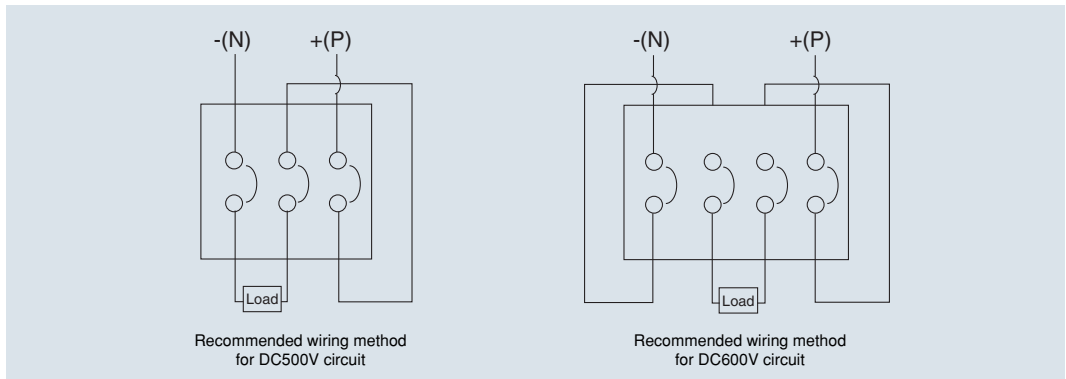 -(N) +(P)
Load
Recommended wiring method
for DC500V circuit
-(N) +(P)
Load
Recommended wiring method
for DC600V circuit